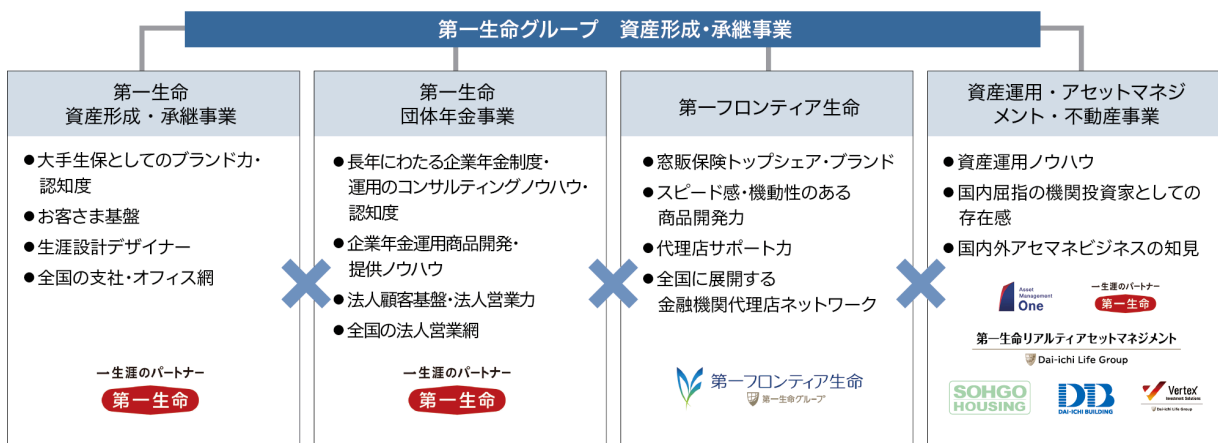 第一生命グループ　資産形成・承継事業
第一生命
資産形成・承継事業
●大手生保としてのブランド力・
認知度
●お客さま基盤
●生涯設計デザイナー
●全国の支社・オフィス網
一生涯のパートナー
第一生命
第一生命
団体年金事業
●長年にわたる企業年金制度・
運用のコンサルティングノウハウ・
認知度
●企業年金運用商品開発・
提供ノウハウ
●法人顧客基盤・法人営業力
●全国の法人営業網
一生涯のパートナー
第一生命
第一フロンティア生命
●窓販保険トップシェア・ブランド
●スピード感・機動性のある
商品開発力
●代理店サポート力
●全国に展開する
金融機関代理店ネットワーク
第一フロンティア生命
第一生命グループ
資産運用・アセットマネジ
メント・不動産事業
●資産運用ノウハウ
●国内屈指の機関投資家としての
存在感
●国内外アセマネビジネスの知見
Asset
Management
One
一生涯のパートナー
第一生命
第一生命リアルティアセットマネジメント
Dai-ichi Life Group
SOHGO
HOUSING
DB
DAI-ICHI BUILDING
Vertex
Investment Solutions
Dai-ichi Life Group